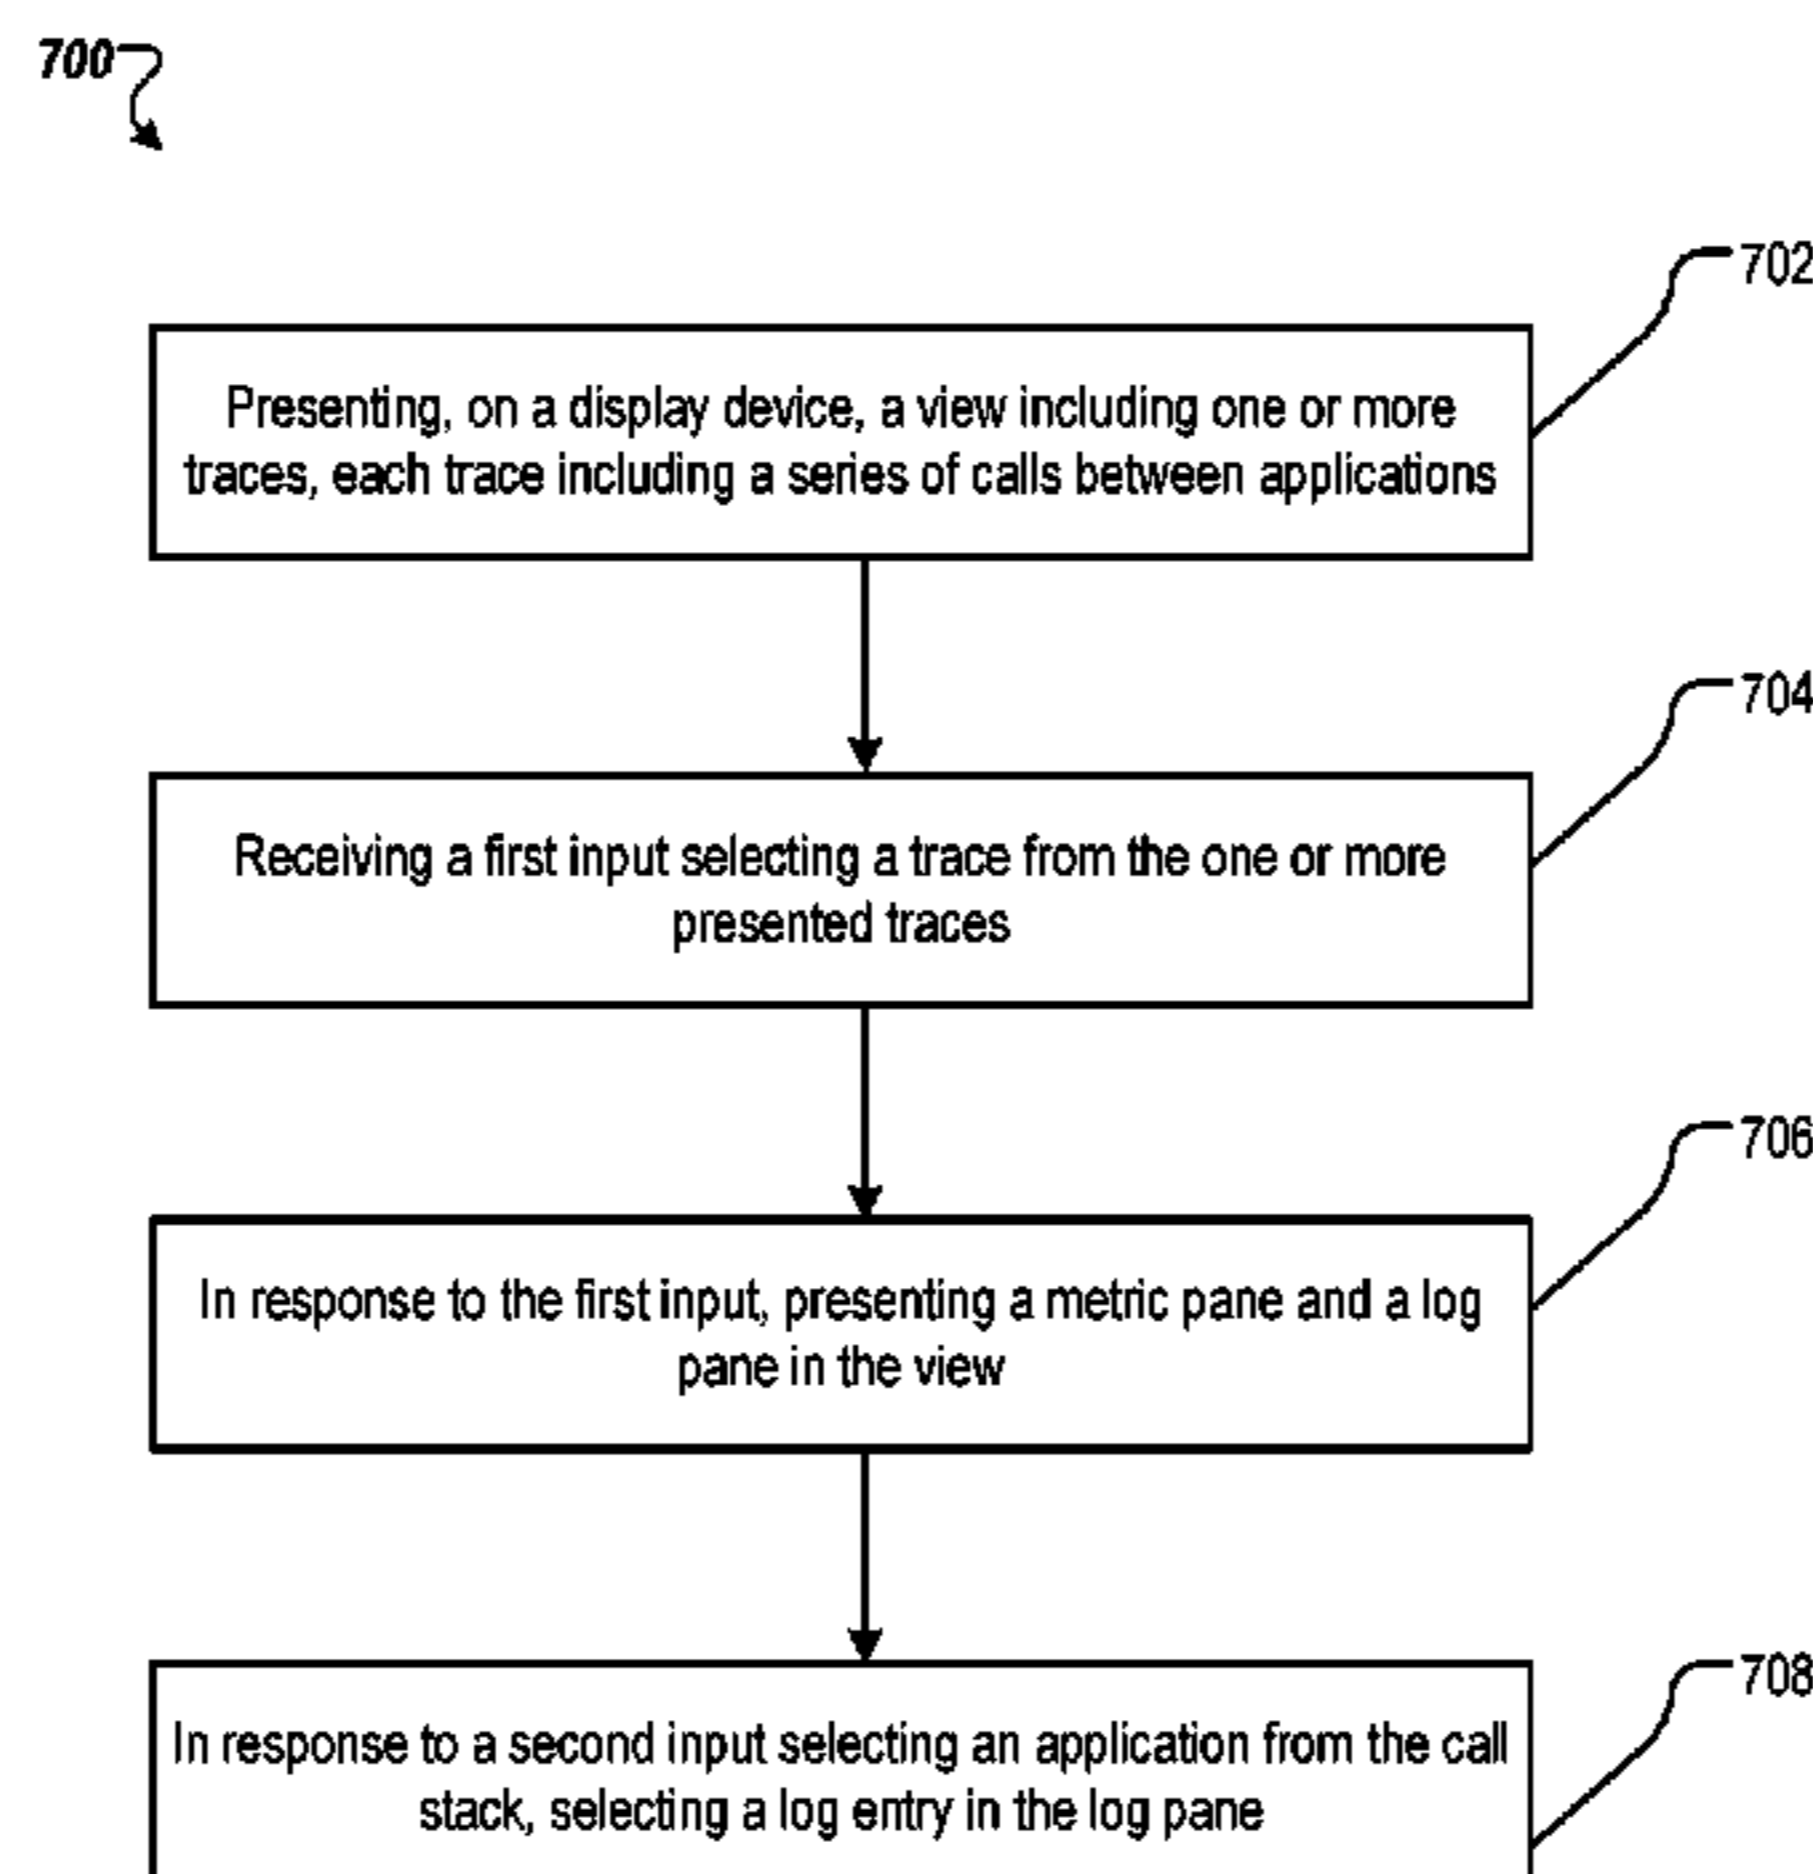 700
702
Presenting, on a display device, a view including one or more
traces, each trace including a series of calls between applications
704
Receiving a first input selecting a trace from the one or more
presented traces
706
In response to the first input, presenting a metric pane and a log
pane in the view
708
In response to a second input selecting an application from the call
stack, selecting a log entry in the log pane